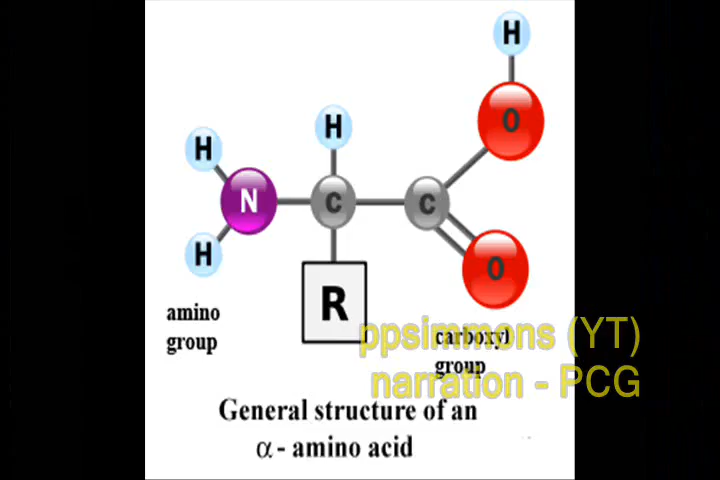 H
H
H
O
N
C
C
H
O
R
amino
group
carboxyl
group
ppsimmons (YT)
narration - PCG
General structure of an
α - amino acid